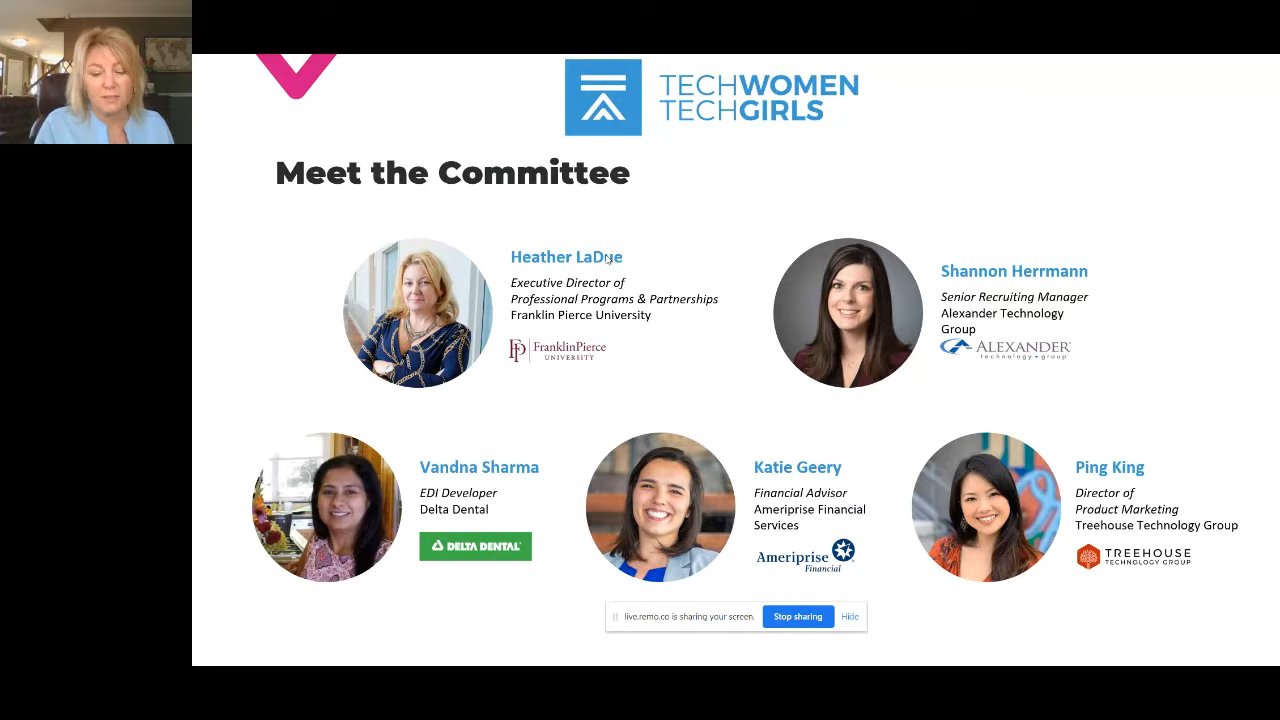 TECHWOMEN
TECHGIRLS
Meet the Committee
Heather LaDue
Executive Director of
Professional Programs & Partnerships
Franklin Pierce University
FP FranklinPierce
UNIVERSITY
Shannon Herrmann
Senior Recruiting Manager
Alexander Technology
Group
ALEXANDER
technology group
Vandna Sharma
EDI Developer
Delta Dental
DELTA DENTAL
Katie Geery
Financial Advisor
Ameriprise Financial
Services
Ameriprise
Financial
Ping King
Director of
Product Marketing
Treehouse Technology Group
TREEHOUSE
TECHNOLOGY GROUP
live.remo.co is sharing your screen.
Stop sharing
Hide